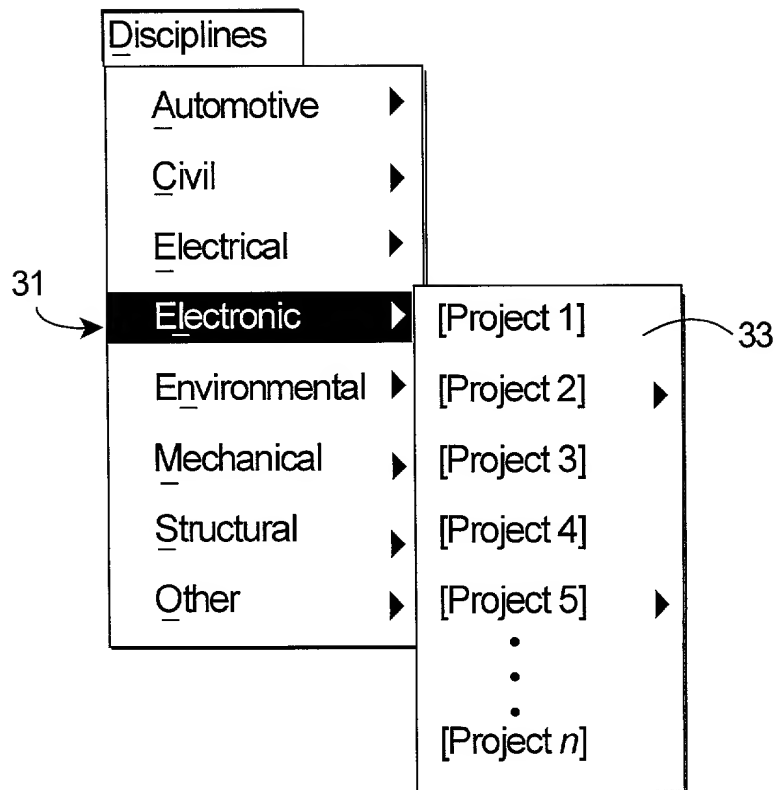 Disciplines
Automotive
Civil
Electrical
31
Electronic
Environmental
Mechanical
Structural
Other
[Project 1]
33
[Project 2]
[Project 3]
[Project 4]
[Project 5]
[Project n]